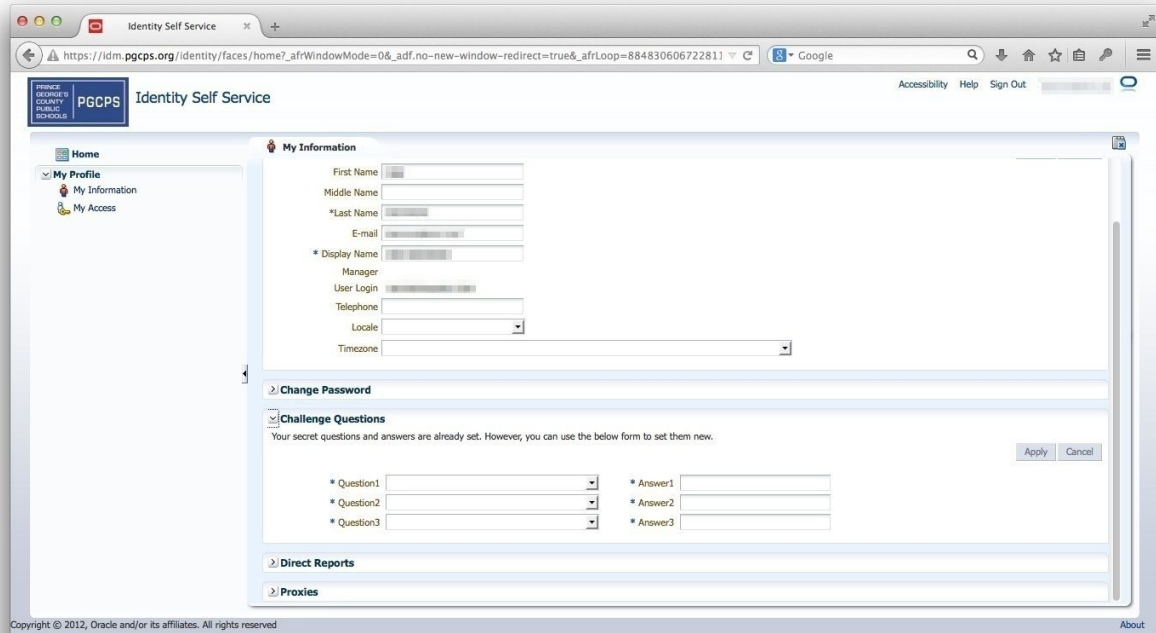 Identity Self Service
https://idm.pgcps.org/identity/faces/home?_afrWindowMode=0&_adf.no-new-window-redirect=true&_afrLoop=884830606722811
Google
PRINCE GEORGE'S COUNTY PUBLIC SCHOOLS
PGCPS
Identity Self Service
Accessibility Help Sign Out
Home
My Profile
My Information
My Access
My Information
First Name
Middle Name
*Last Name
E-mail
* Display Name
Manager
User Login
Telephone
Locale
Timezone
Change Password
Challenge Questions
Your secret questions and answers are already set. However, you can use the below form to set them new.
Apply Cancel
* Question1 * Answer1
* Question2 * Answer2
* Question3 * Answer3
Direct Reports
Proxies
Copyright © 2012, Oracle and/or its affiliates. All rights reserved About